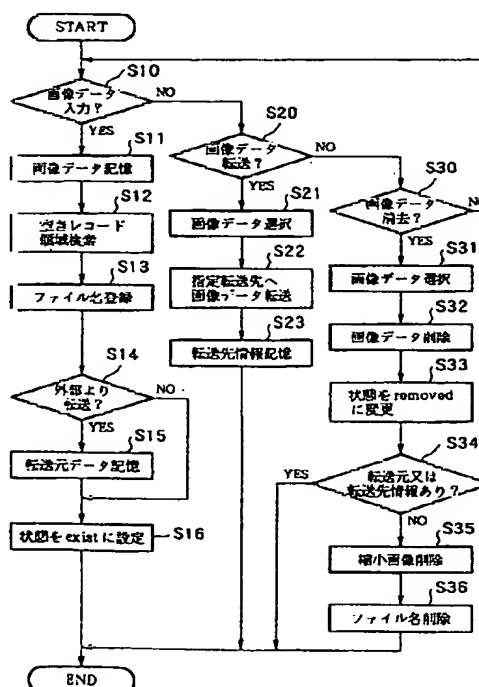 START
S10
画像データ
入力?
NO
YES
S11
画像データ記憶
S12
空きレコード
領域検索
S13
ファイル名登録
S14
外部より
転送?
NO
YES
S15
転送元データ記憶
状態をexistに設定
S16
S20
画像データ
転送?
NO
YES
S21
画像データ選択
S22
指定転送先へ
画像データ転送
S23
転送先情報記憶
S30
画像データ
消去?
NO
YES
S31
画像データ選択
S32
画像データ削除
S33
状態をremoved
に変更
S34
転送元又は
転送先情報あり?
YES
NO
S35
縮小画像削除
S36
ファイル名削除
END